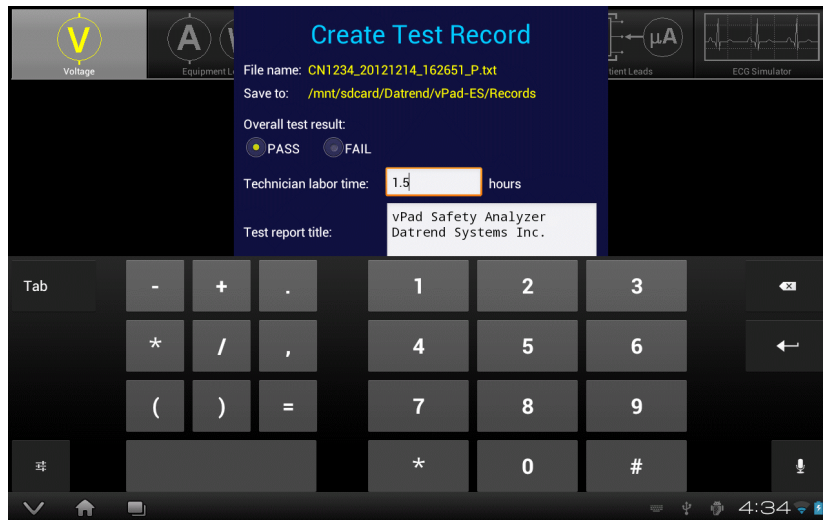 V
A
μA
Voltage
Equipment L
tient Leads
ECG Simulator
Create Test Record
File name: CN1234_20121214_162651_P.txt
Save to: /mnt/sdcard/Datrend/vPad-ES/Records
Overall test result:
PASS FAIL
Technician labor time: 1.5 hours
Test report title: vPad Safety Analyzer
Datrend Systems Inc.
Tab - + . 1 2 3
* / , 4 5 6
( ) = 7 8 9
* 0 #
4:34